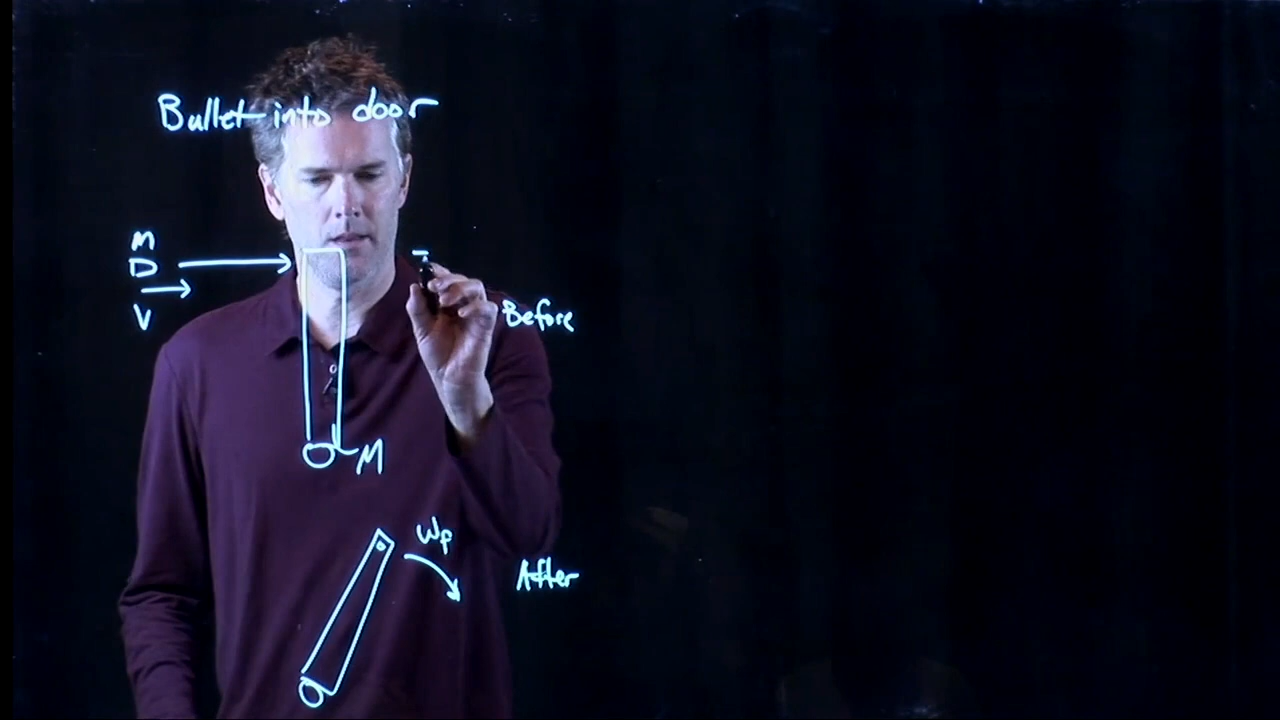 Bullet into door
M
V
Before
M
ωf
After